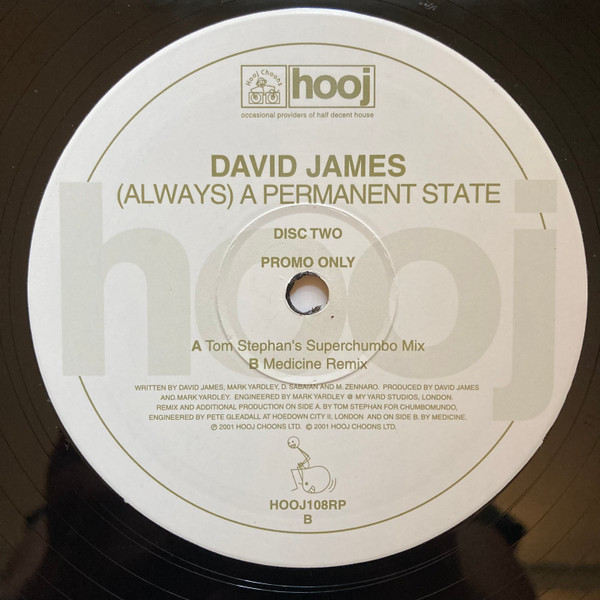 Hooj Choons
hooj
occasional providers of half decent house
DAVID JAMES
(ALWAYS) A PERMANENT STATE
hooj
DISC TWO
PROMO ONLY
A Tom Stephan's Superchumbo Mix
B Medicine Remix
WRITTEN BY DAVID JAMES, MARK YARDLEY, D. SABAIAN AND M. ZENNARO. PRODUCED BY DAVID JAMES
AND MARK YARDLEY. ENGINEERED BY MARK YARDLEY @ MY YARD STUDIOS, LONDON.
REMIX AND ADDITIONAL PRODUCTION ON SIDE A. BY TOM STEPHAN FOR CHUMBOMUNDO,
ENGINEERED BY PETE GLEADALL AT HOEDOWN CITY II, LONDON AND ON SIDE B. BY MEDICINE.
℗ 2001 HOOJ CHOONS LTD. © 2001 HOOJ CHOONS LTD.
HOOJ108RP
B